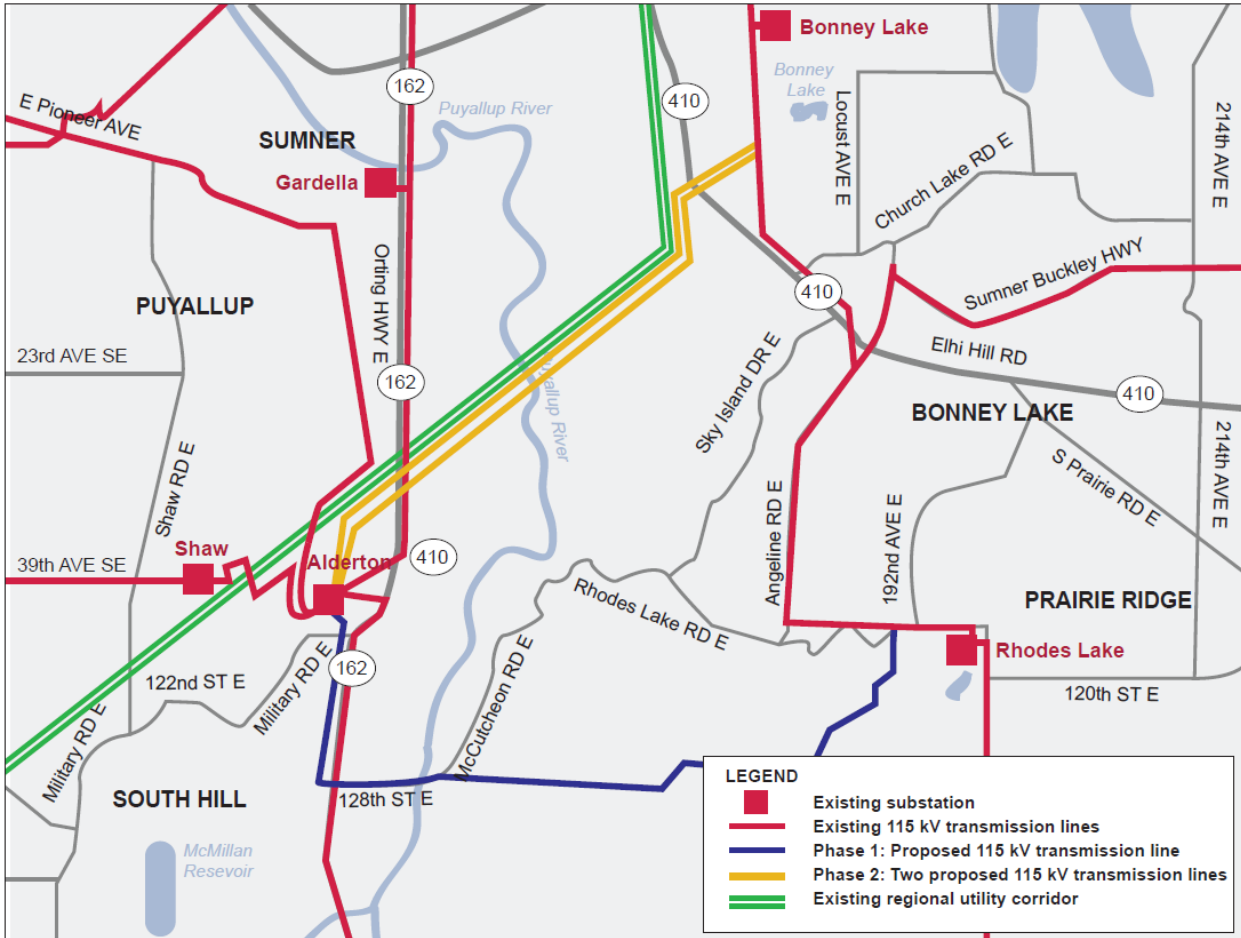 Bonney Lake
162
410
Bonney
Lake
E Pioneer AVE
Puyallup River
Locust AVE E
214th AVE E
SUMNER
Gardella
Church Lake RD E
Orting HWY E
PUYALLUP
Sumner Buckley HWY
410
Elhi Hill RD
23rd AVE SE
162
Puyallup River
Sky Island DR E
410
BONNEY LAKE
Shaw RD E
S Prairie RD E
214th AVE E
Shaw
39th AVE SE
Alderton
410
Angeline RD E
192nd AVE E
Rhodes Lake RD E
PRAIRIE RIDGE
Rhodes Lake
122nd ST E
Military RD E
162
McCutcheon RD E
120th ST E
Military RD E
SOUTH HILL
128th ST E
McMillan
Resevoir
LEGEND
Existing substation
Existing 115 kV transmission lines
Phase 1: Proposed 115 kV transmission line
Phase 2: Two proposed 115 kV transmission lines
Existing regional utility corridor